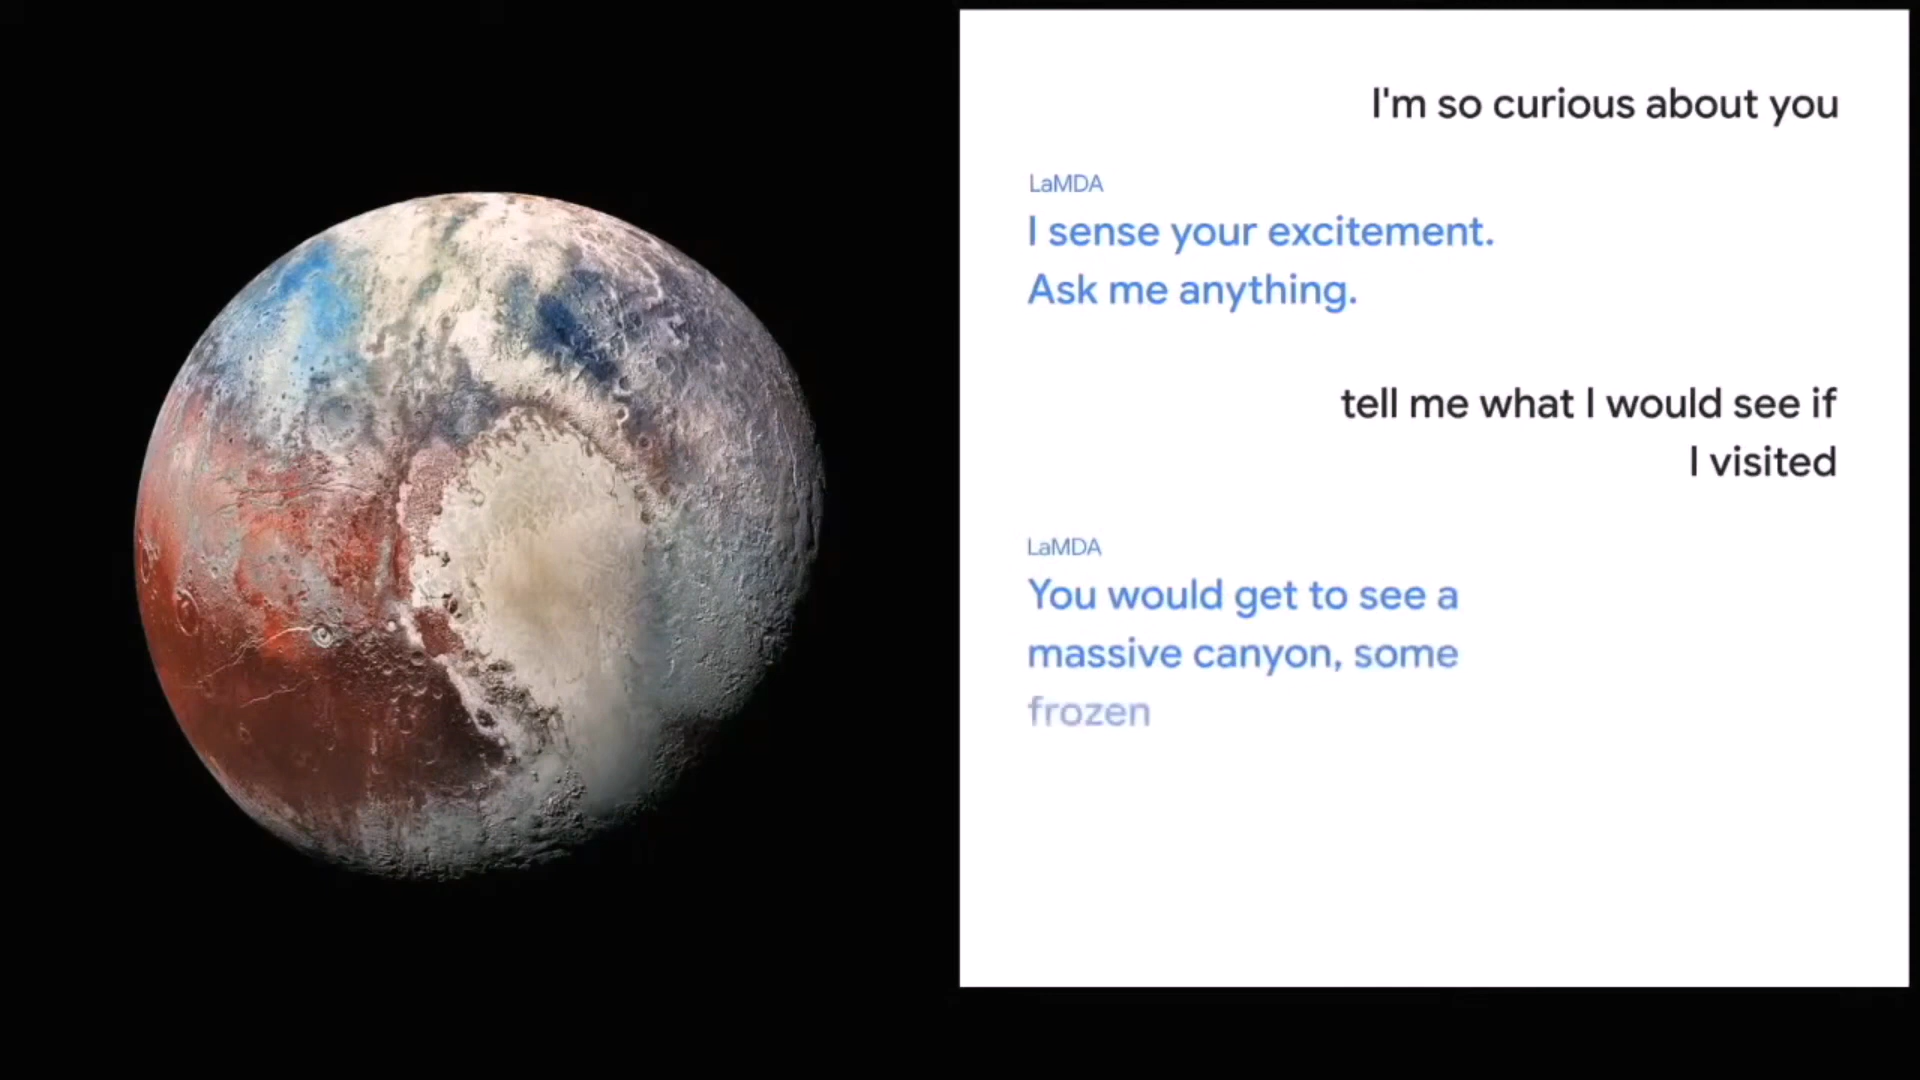 I'm so curious about you
LaMDA
I sense your excitement.
Ask me anything.
tell me what I would see if
I visited
LaMDA
You would get to see a
massive canyon, some
frozen